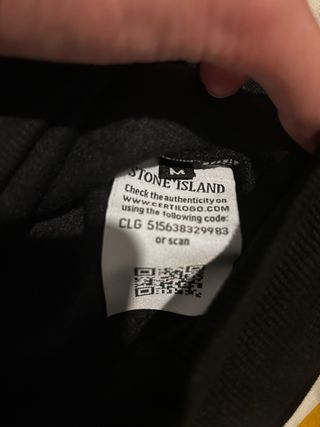 M
STONE ISLAND
Check the authenticity on
WWW.CERTILOGO.COM
using the following code:
CLG 515638329983
or scan